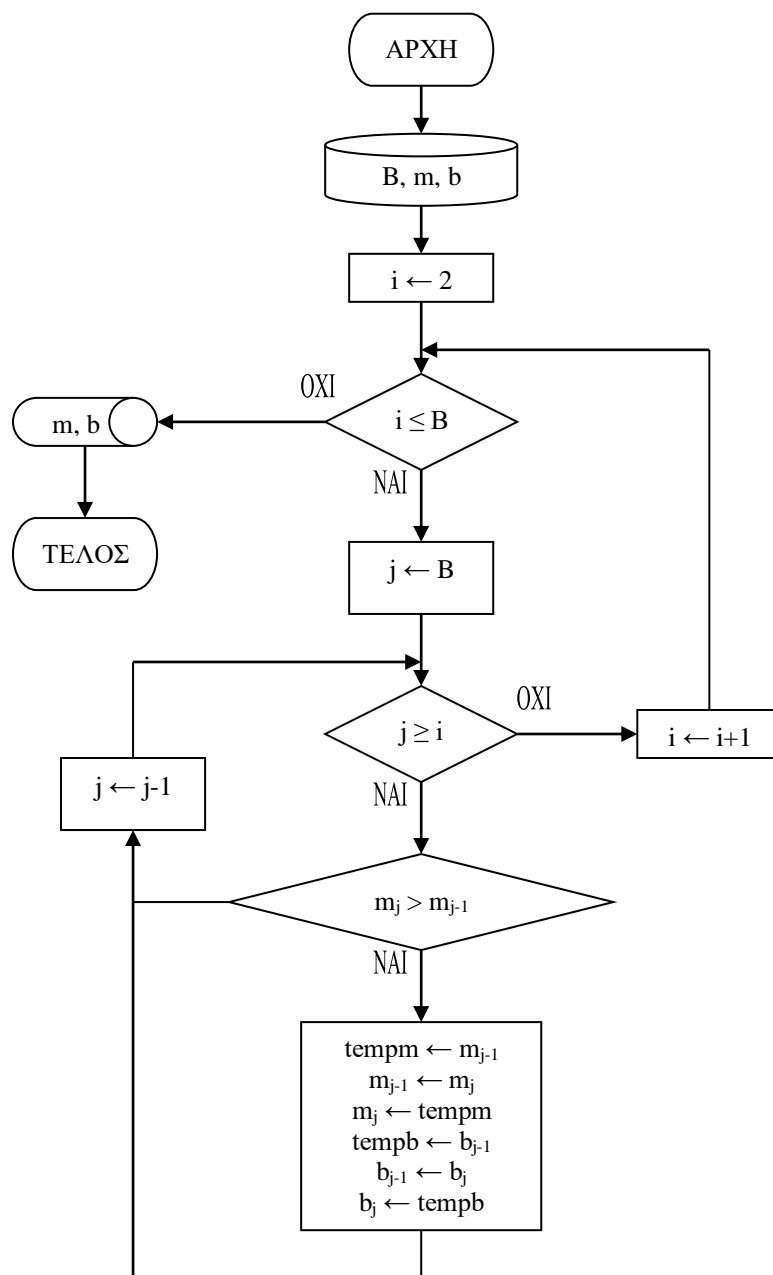 ΑΡΧΗ
B, m, b
i ← 2
ΟΧΙ
i ≤ B
m, b
ΝΑΙ
ΤΕΛΟΣ
j ← B
ΟΧΙ
j ≥ i
i ← i+1
j ← j-1
ΝΑΙ
mj > mj-1
ΝΑΙ
tempm ← mj-1
mj-1 ← mj
mj ← tempm
tempb ← bj-1
bj-1 ← bj
bj ← tempb